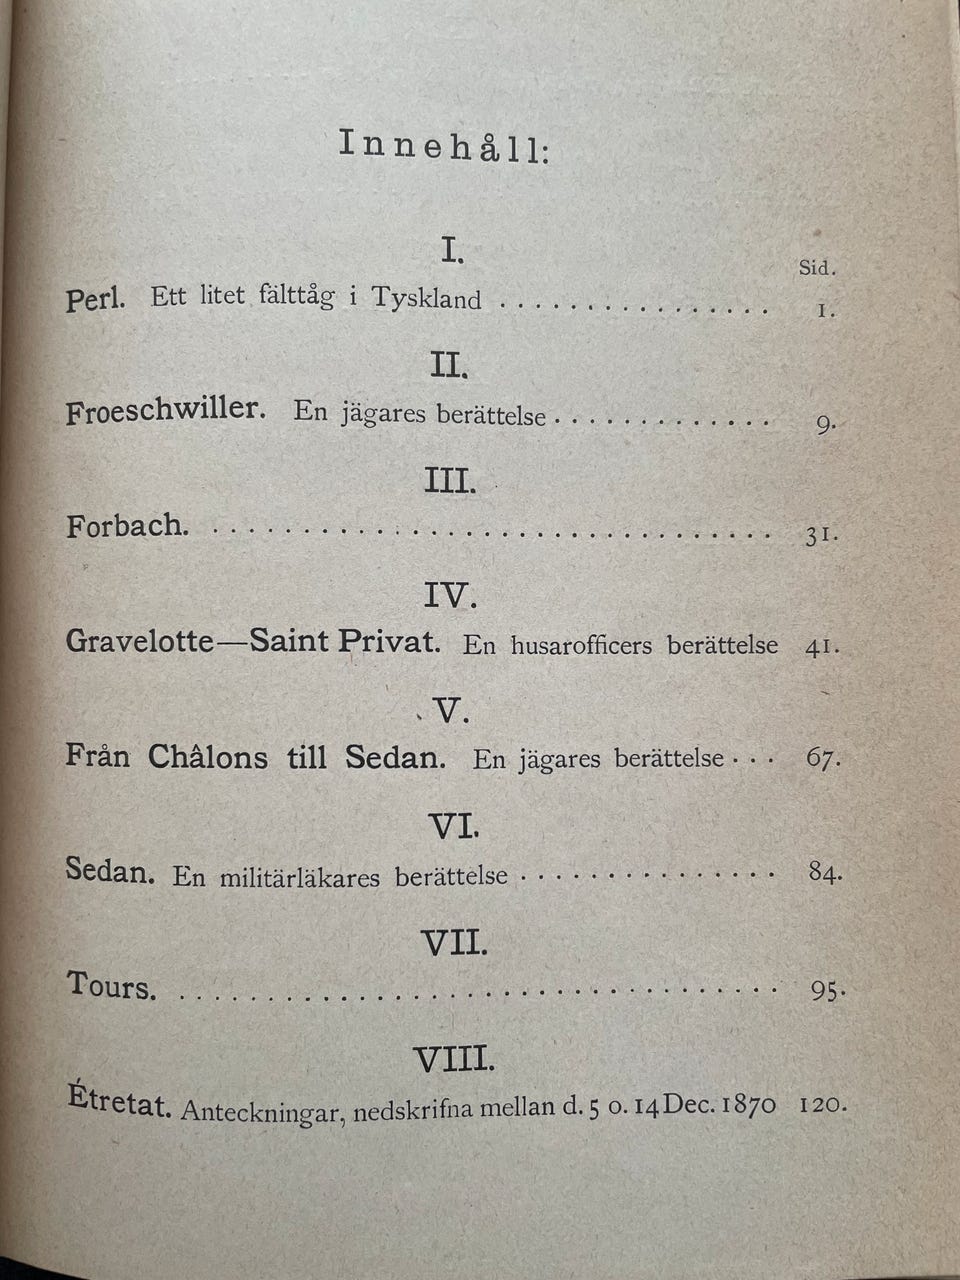 Innehåll:
I.
Sid.
Perl. Ett litet fälttåg i Tyskland . . . . . . . . . . . . . . . 1.
II.
Froeschwiller. En jägares berättelse . . . . . . . . . . . . . 9.
III.
Forbach. . . . . . . . . . . . . . . . . . . . . . . . . . . . . . . . 31.
IV.
Gravelotte—Saint Privat. En husarofficers berättelse 41.
V.
Från Châlons till Sedan. En jägares berättelse . . . 67.
VI.
Sedan. En militärläkares berättelse . . . . . . . . . . . . . . 84.
VII.
Tours. . . . . . . . . . . . . . . . . . . . . . . . . . . . . . . . . . 95.
VIII.
Étretat. Anteckningar, nedskrifna mellan d. 5 o. 14 Dec. 1870 120.